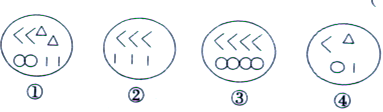 ① ② ③ ④